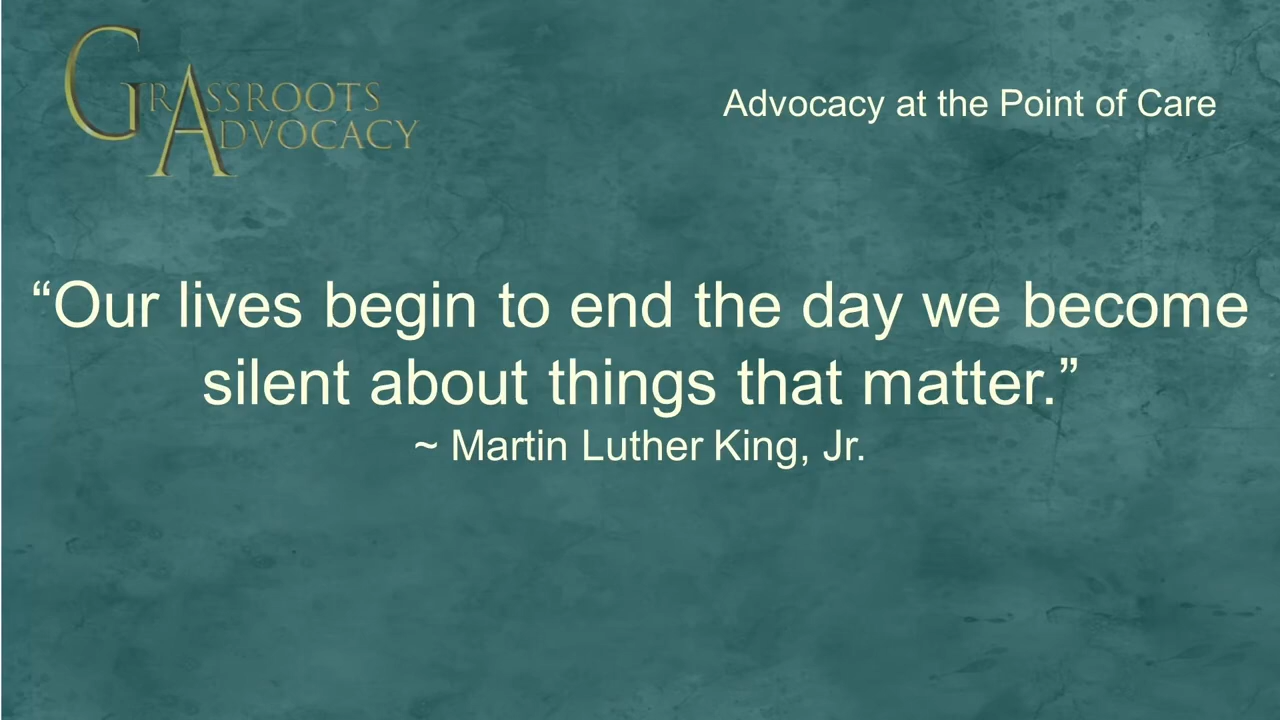 GRASSROOTS
ADVOCACY
Advocacy at the Point of Care
“Our lives begin to end the day we become
silent about things that matter.”
~ Martin Luther King, Jr.